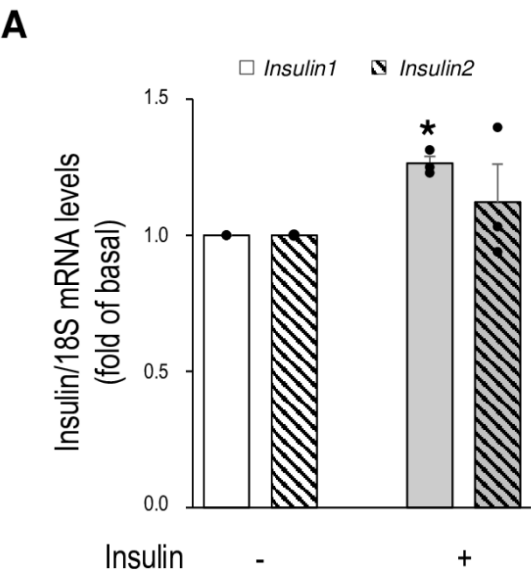 A
Insulin1 Insulin2
Insulin/18S mRNA levels
(fold of basal)
1.5
*
1.0
0.5
0.0
Insulin - +